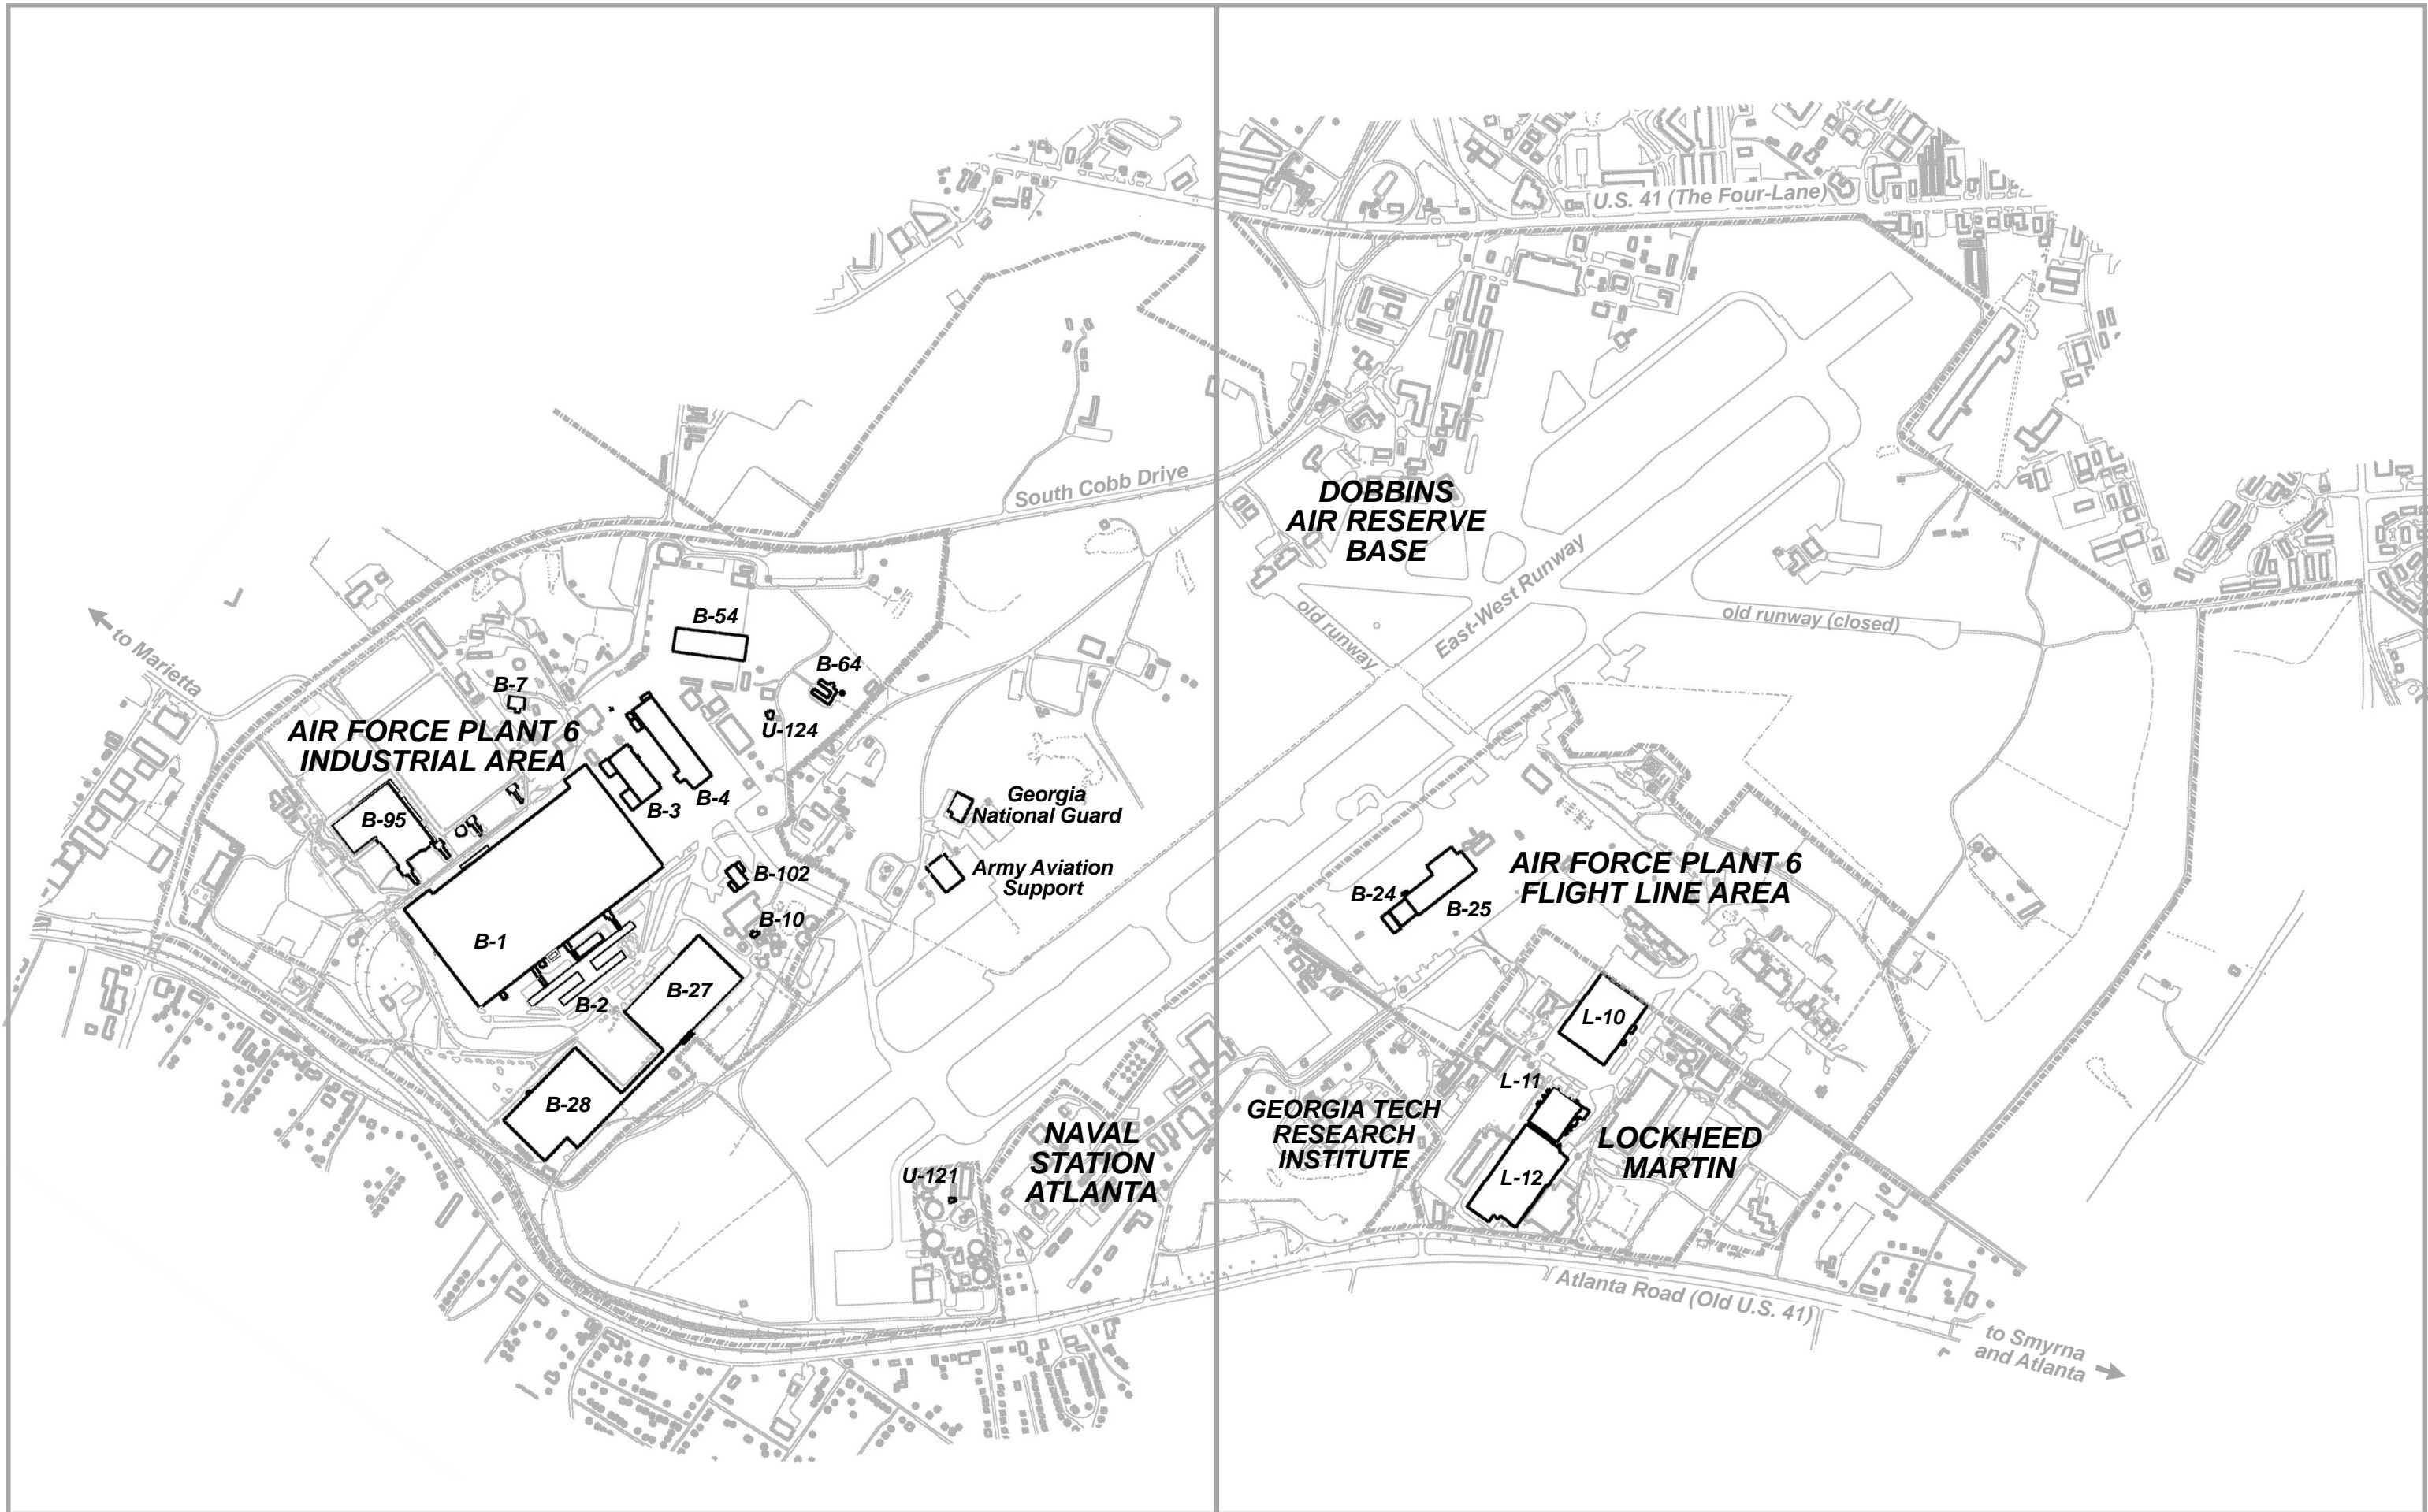 U.S. 41 (The Four-Lane)
South Cobb Drive
DOBBINS
AIR RESERVE
BASE
East-West Runway
old runway
old runway (closed)
to Marietta
B-54
B-64
B-7
U-124
AIR FORCE PLANT 6
INDUSTRIAL AREA
B-4
B-3
B-95
Georgia
National Guard
Army Aviation
Support
B-102
B-10
B-1
B-2
B-27
B-28
AIR FORCE PLANT 6
FLIGHT LINE AREA
B-24
B-25
L-10
L-11
L-12
GEORGIA TECH
RESEARCH
INSTITUTE
LOCKHEED
MARTIN
NAVAL
STATION
ATLANTA
U-121
Atlanta Road (Old U.S. 41)
to Smyrna
and Atlanta